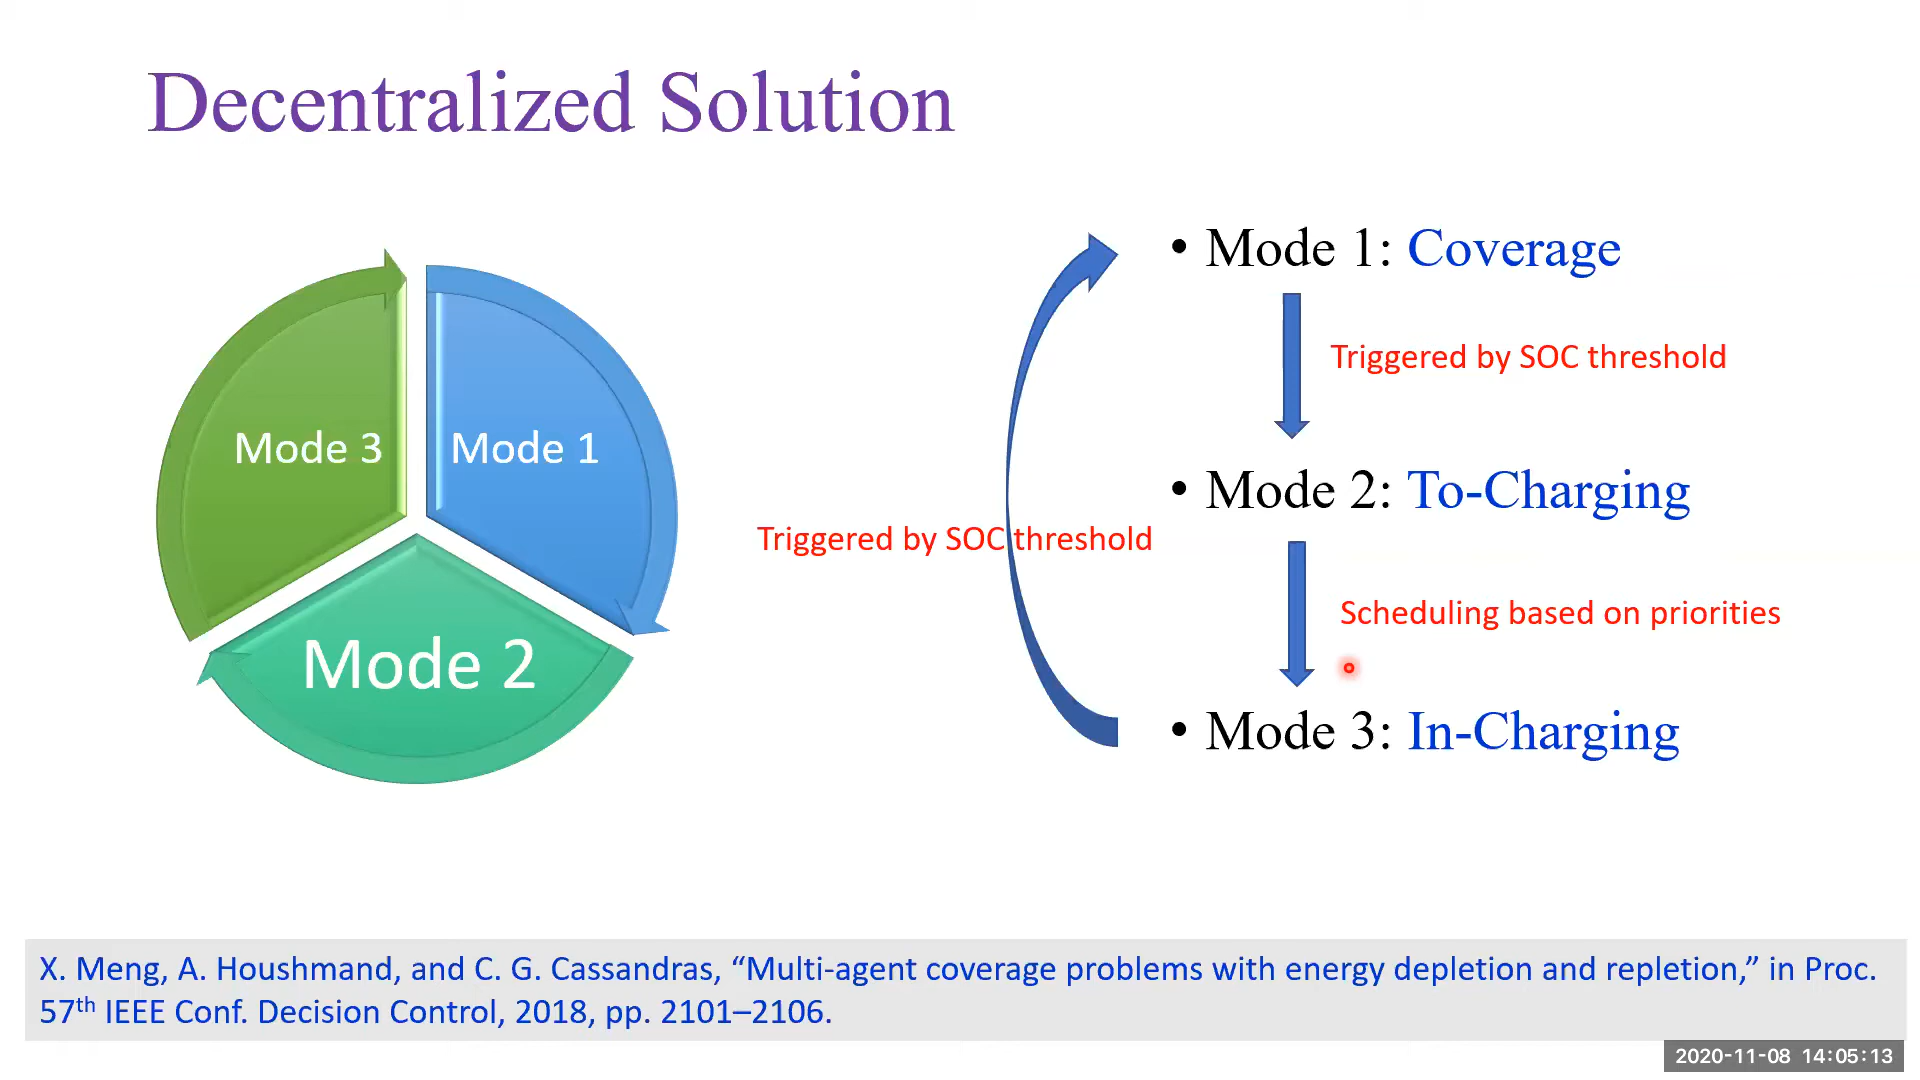 Decentralized Solution
Mode 3
Mode 1
Mode 2
• Mode 1: Coverage
Triggered by SOC threshold
• Mode 2: To-Charging
Triggered by SOC threshold
Scheduling based on priorities
• Mode 3: In-Charging
X. Meng, A. Houshmand, and C. G. Cassandras, “Multi-agent coverage problems with energy depletion and repletion,” in Proc.
57th IEEE Conf. Decision Control, 2018, pp. 2101–2106.
2020-11-08 14:05:13